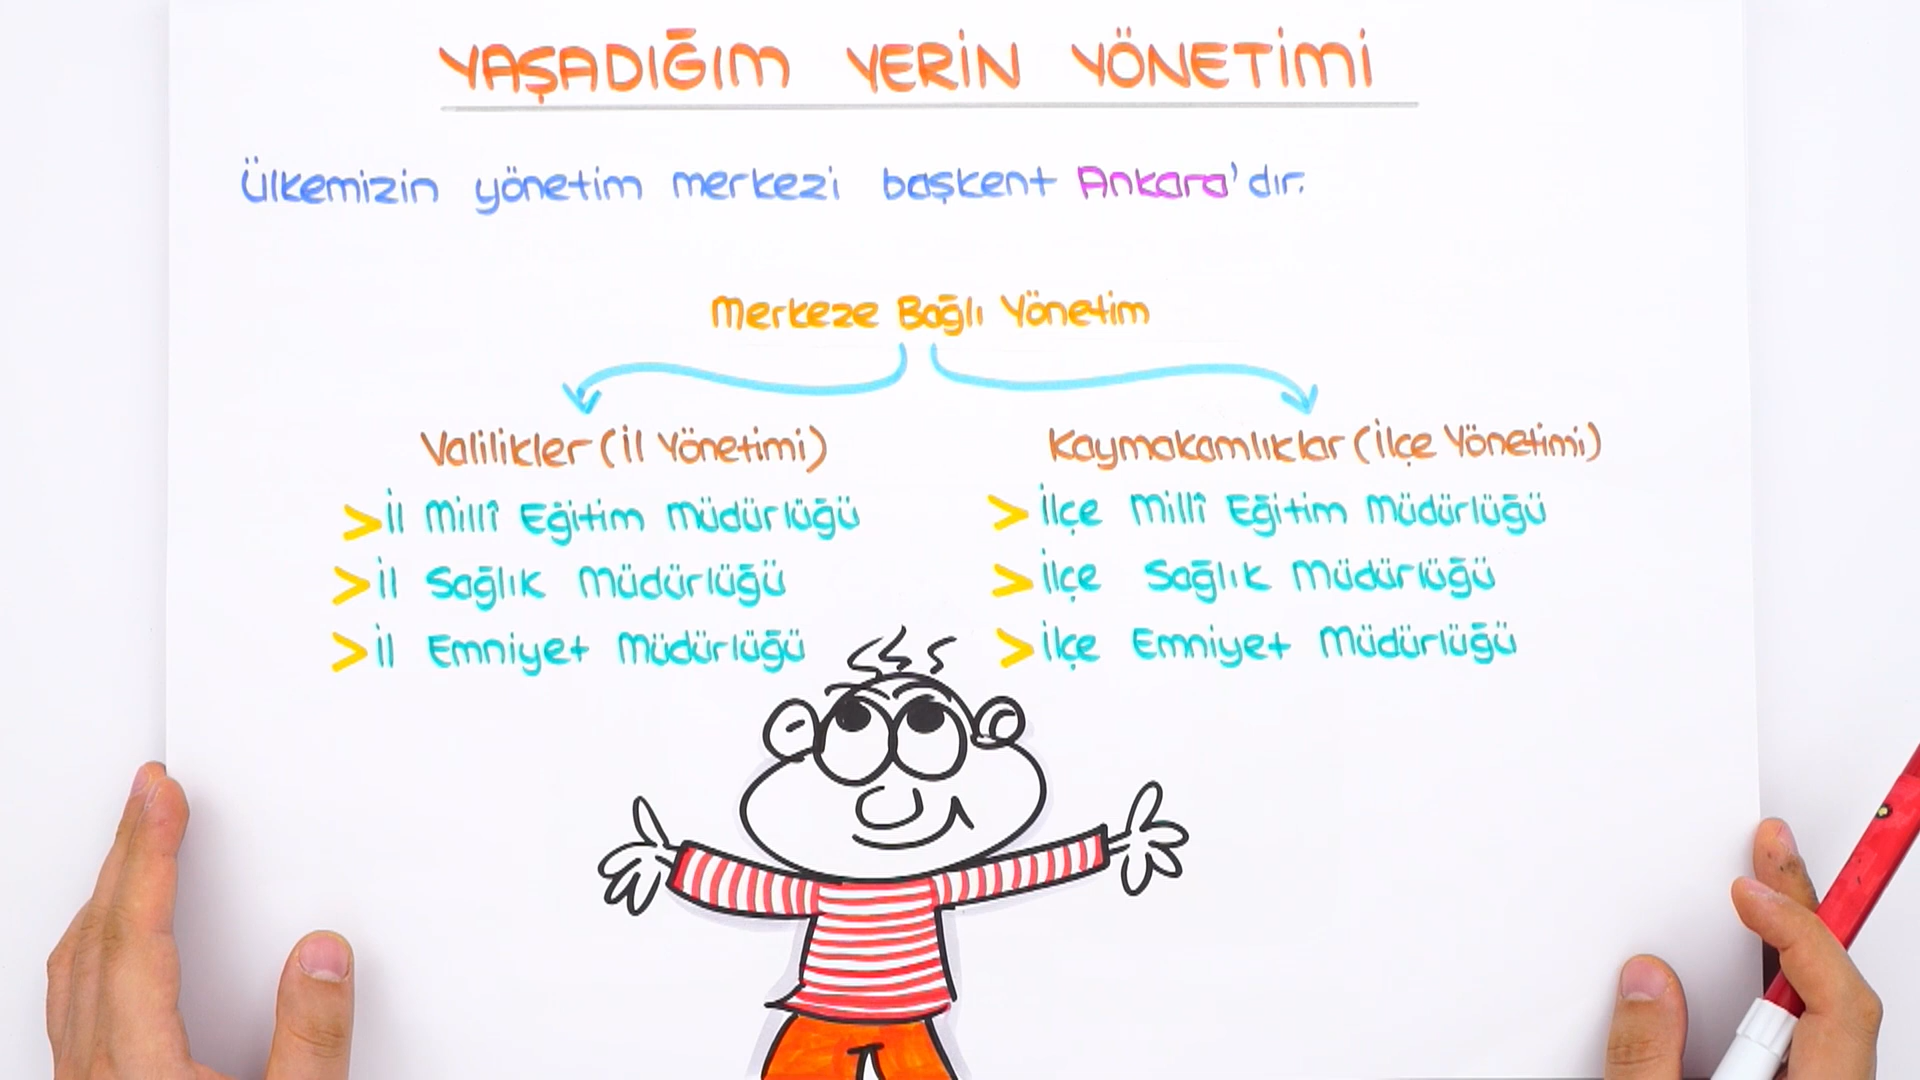 YAŞADIĞIM YERİN YÖNETİMİ
Ülkemizin yönetim merkezi başkent Ankara'dır.
Merkeze Bağlı Yönetim
Valilikler (İl Yönetimi)
> İl Millî Eğitim Müdürlüğü
> İl Sağlık Müdürlüğü
> İl Emniyet Müdürlüğü
Kaymakamlıklar (İlçe Yönetimi)
> İlçe Millî Eğitim Müdürlüğü
> İlçe Sağlık Müdürlüğü
> İlçe Emniyet Müdürlüğü